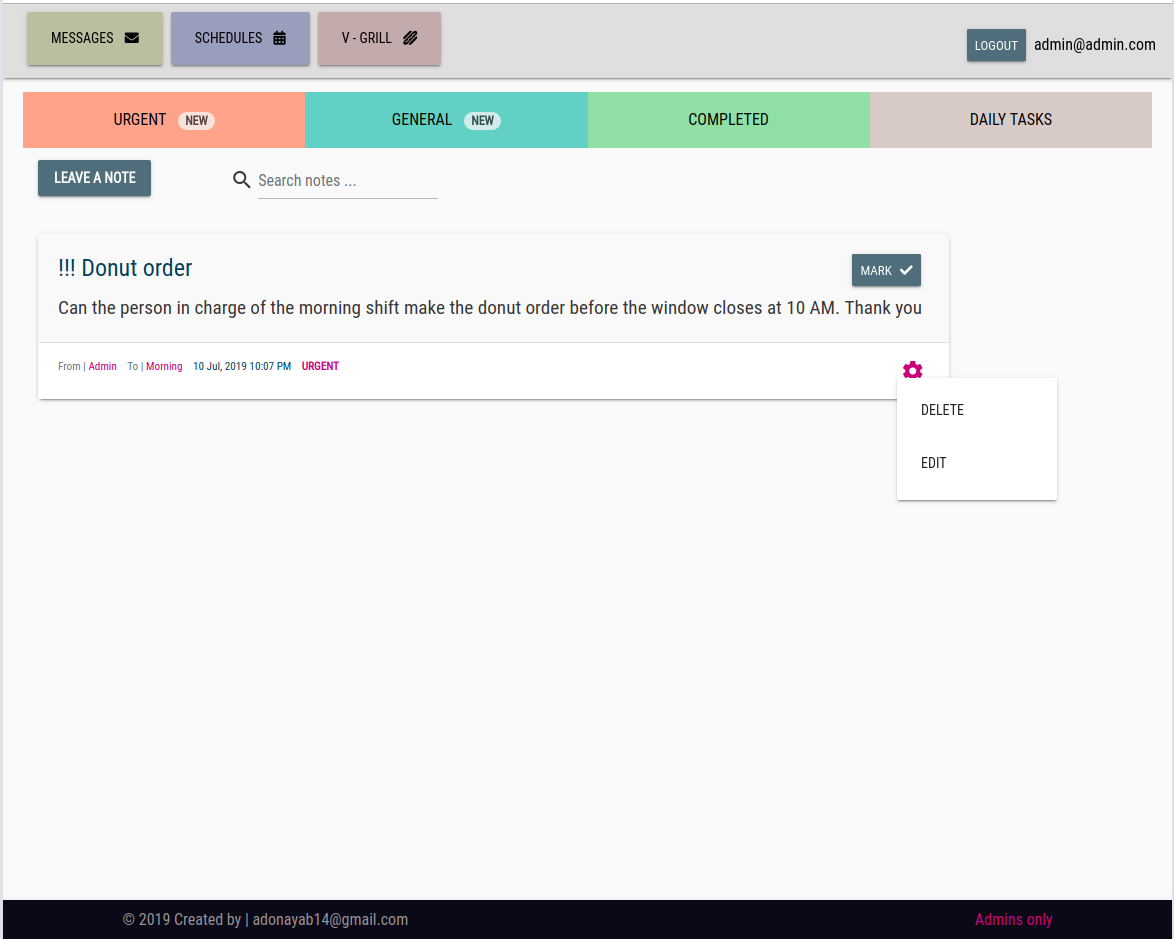 MESSAGES SCHEDULES V - GRILL LOGOUT admin@admin.com
URGENT NEW GENERAL NEW COMPLETED DAILY TASKS
LEAVE A NOTE Search notes ...
!!! Donut order MARK
Can the person in charge of the morning shift make the donut order before the window closes at 10 AM. Thank you
From | Admin To | Morning 10 Jul, 2019 10:07 PM URGENT
DELETE
EDIT
© 2019 Created by | adonayab14@gmail.com Admins only